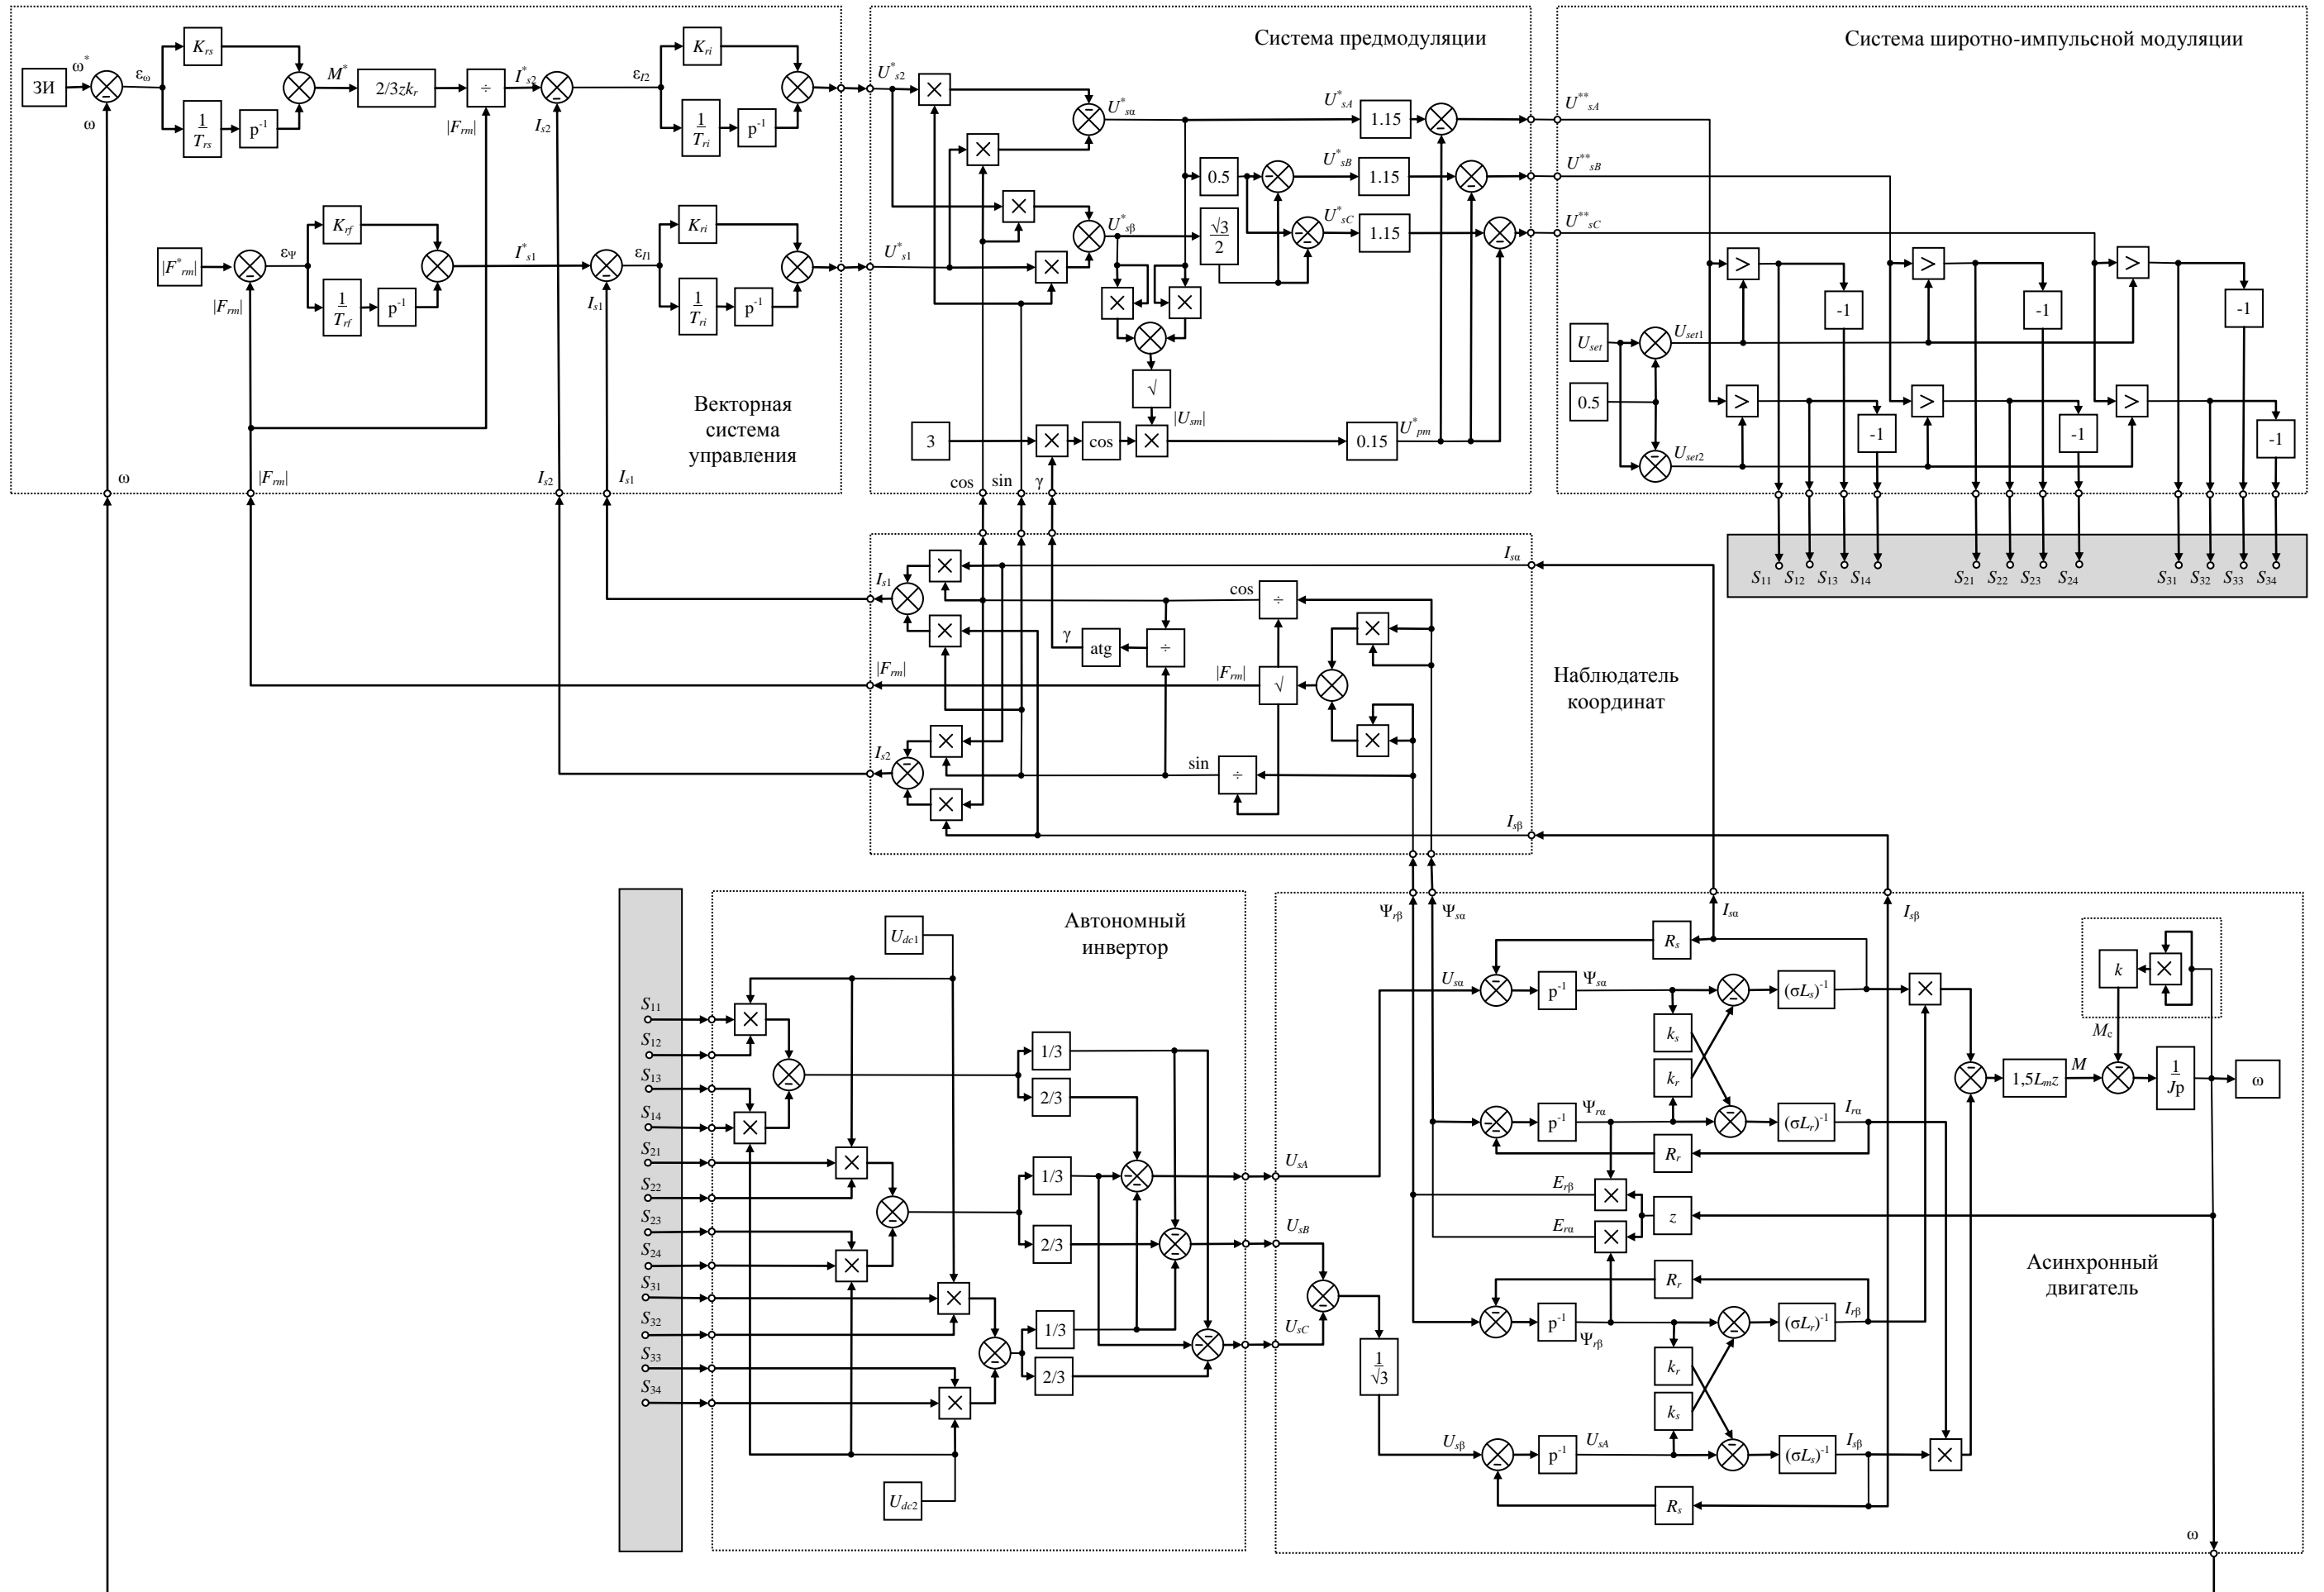 Векторная
система
управления
ЗИ
ω*
ω
εω
Krs
1
Trs
p-1
M*
2/3zkr
÷
I*s2
|Frm|
Is2
εI2
Kri
1
Tri
p-1
|F*rm|
|Frm|
εΨ
Krf
1
Trf
p-1
I*s1
Is1
εI1
Kri
1
Tri
p-1
ω
|Frm|
Is2
Is1
Система предмодуляции
U*s2
U*s1
×
×
×
×
U*sα
U*sβ
×
×
√
|Usm|
3
×
cos
×
0.15
U*pm
0.5
√3
2
U*sA
1.15
U*sB
1.15
U*sC
1.15
cos
sin
γ
Система широтно-импульсной модуляции
U**sA
U**sB
U**sC
>
>
>
-1
-1
-1
Uset
Uset1
0.5
Uset2
>
>
>
-1
-1
-1
S11
S12
S13
S14
S21
S22
S23
S24
S31
S32
S33
S34
Наблюдатель
координат
Isα
Is1
×
×
cos
÷
×
γ
atg
÷
|Frm|
|Frm|
√
×
Is2
×
×
sin
÷
Isβ
Автономный
инвертор
Udc1
S11
S12
S13
S14
S21
S22
S23
S24
S31
S32
S33
S34
×
×
×
×
×
×
1/3
2/3
1/3
2/3
1/3
2/3
Udc2
Асинхронный
двигатель
Ψrβ
Ψsα
Isα
Isβ
UsA
UsB
UsC
1
√3
Usα
Rs
p-1
Ψsα
(σLs)-1
ks
kr
p-1
Ψrα
(σLr)-1
Irα
Rr
Erβ
×
z
Erα
×
Rr
p-1
Ψrβ
(σLr)-1
Irβ
kr
ks
Usβ
p-1
UsA
(σLs)-1
Isβ
Rs
×
×
1,5Lmz
M
Mc
k
×
1
Jp
ω
ω